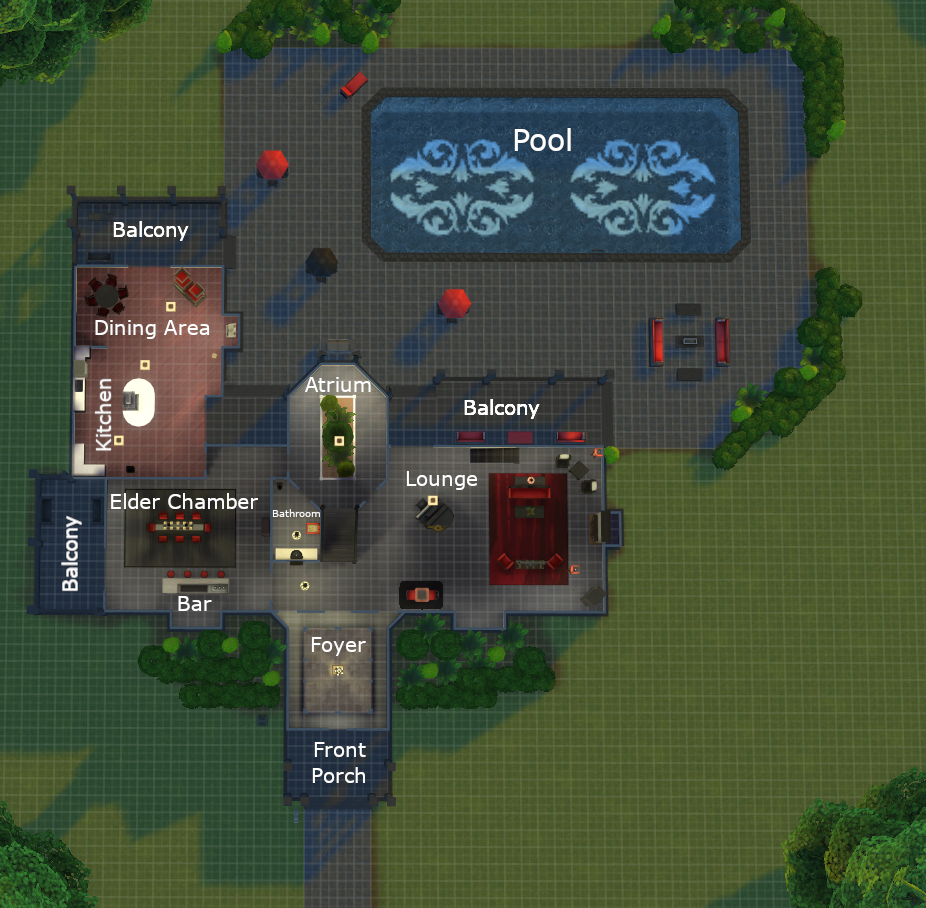 Pool
Balcony
Dining Area
Kitchen
Atrium
Balcony
Lounge
Elder Chamber
Bathroom
Balcony
Bar
Foyer
Front
Porch